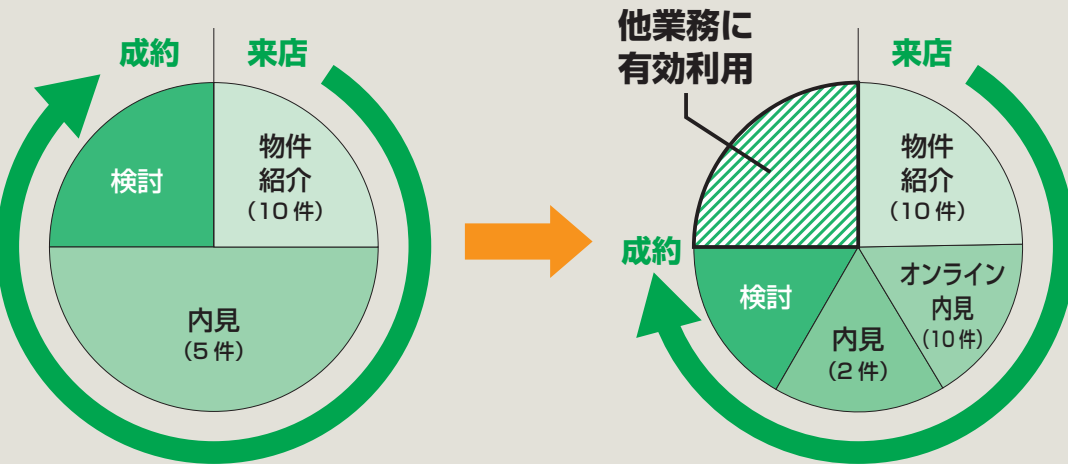 成約
来店
物件
紹介
（10件）
検討
内見
（5件）
他業務に
有効利用
来店
物件
紹介
（10件）
オンライン
内見
（10件）
内見
（2件）
検討
成約